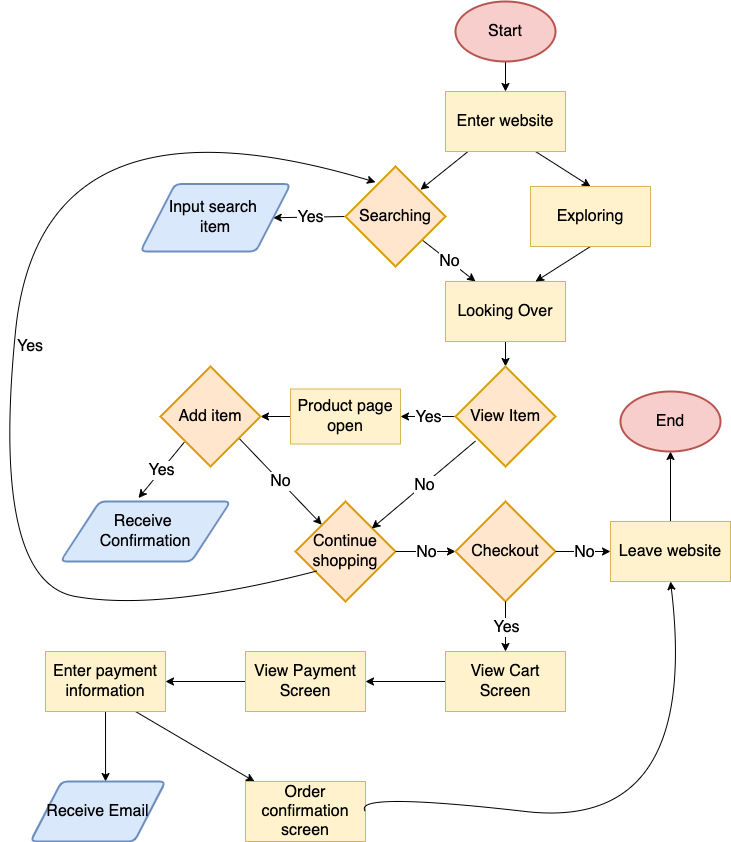 Start
Enter website
Input search
item
Yes
Searching
Exploring
No
Looking Over
Yes
Add item
Product page
open
Yes
View Item
End
Yes
No
No
Receive
Confirmation
Continue
shopping
No
Checkout
No
Leave website
Yes
Enter payment
information
View Payment
Screen
View Cart
Screen
Receive Email
Order
confirmation
screen